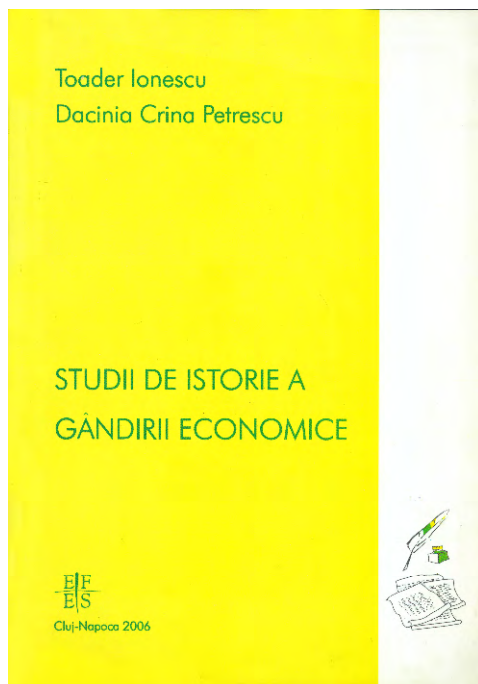 Toader Ionescu
Dacinia Crina Petrescu
STUDII DE ISTORIE A
GÂNDIRII ECONOMICE
E F
E S
Cluj-Napoca 2006